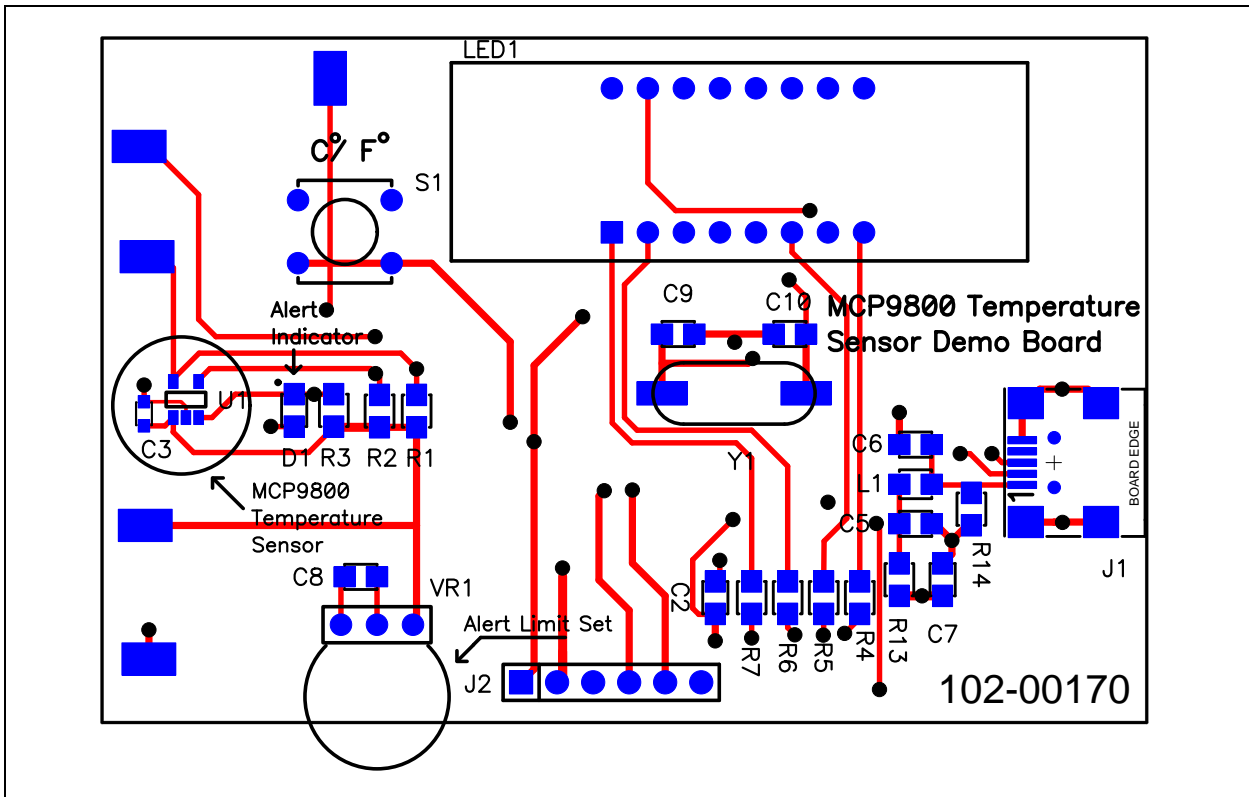 LED1
C°/ F°
S1
C9
C10
MCP9800 Temperature
Sensor Demo Board
Alert
Indicator
U1
C3
D1
R3
R2
R1
MCP9800
Temperature
Sensor
C6
L1
C5
Y1
1
BOARD EDGE
R14
J1
C8
VR1
Alert Limit Set
J2
C2
R7
R6
R5
R4
R13
C7
102-00170